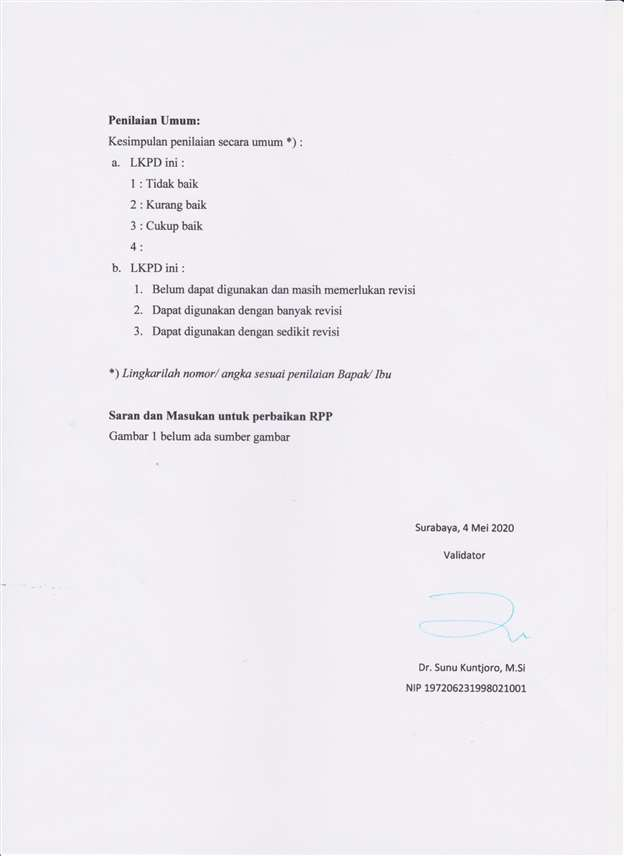 Penilaian Umum:
Kesimpulan penilaian secara umum *) :
a. LKPD ini :
1 : Tidak baik
2 : Kurang baik
3 : Cukup baik
4 :
b. LKPD ini :
1. Belum dapat digunakan dan masih memerlukan revisi
2. Dapat digunakan dengan banyak revisi
3. Dapat digunakan dengan sedikit revisi
*) Lingkarilah nomor/ angka sesuai penilaian Bapak/ Ibu
Saran dan Masukan untuk perbaikan RPP
Gambar 1 belum ada sumber gambar
Surabaya, 4 Mei 2020
Validator
Dr. Sunu Kuntjoro, M.Si
NIP 197206231998021001